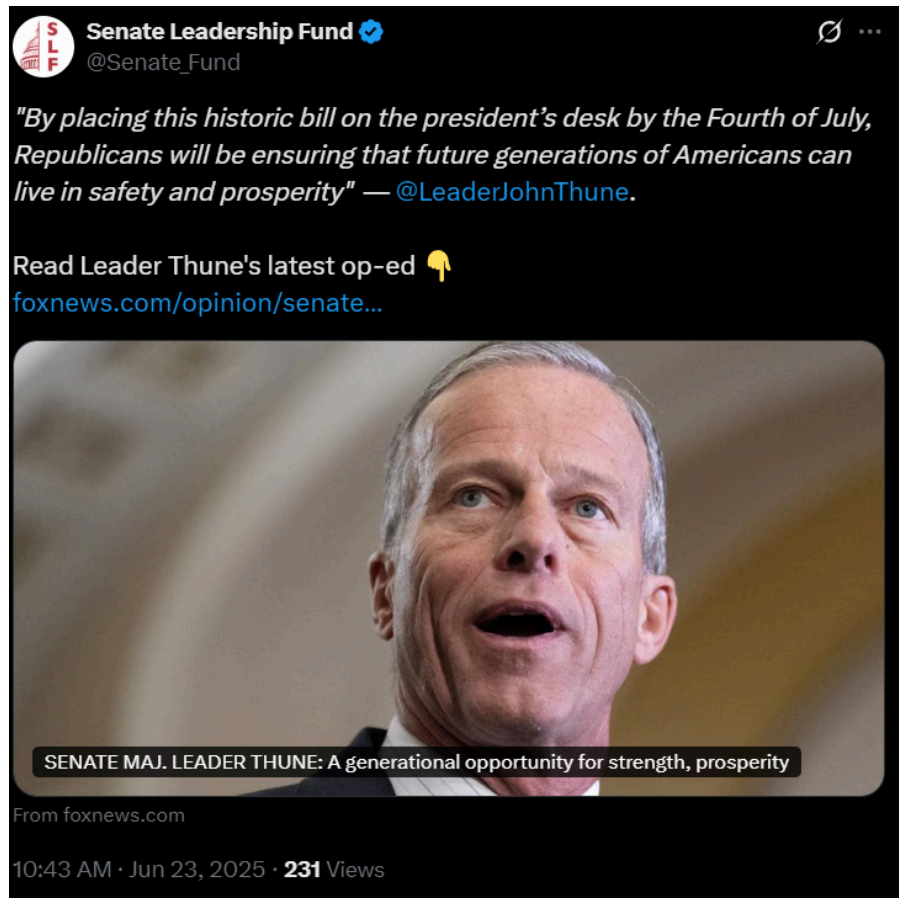 SLF
Senate Leadership Fund
@Senate_Fund
"By placing this historic bill on the president’s desk by the Fourth of July,
Republicans will be ensuring that future generations of Americans can
live in safety and prosperity" — @LeaderJohnThune.
Read Leader Thune's latest op-ed 👇
foxnews.com/opinion/senate...
SENATE MAJ. LEADER THUNE: A generational opportunity for strength, prosperity
From foxnews.com
10:43 AM · Jun 23, 2025 · 231 Views